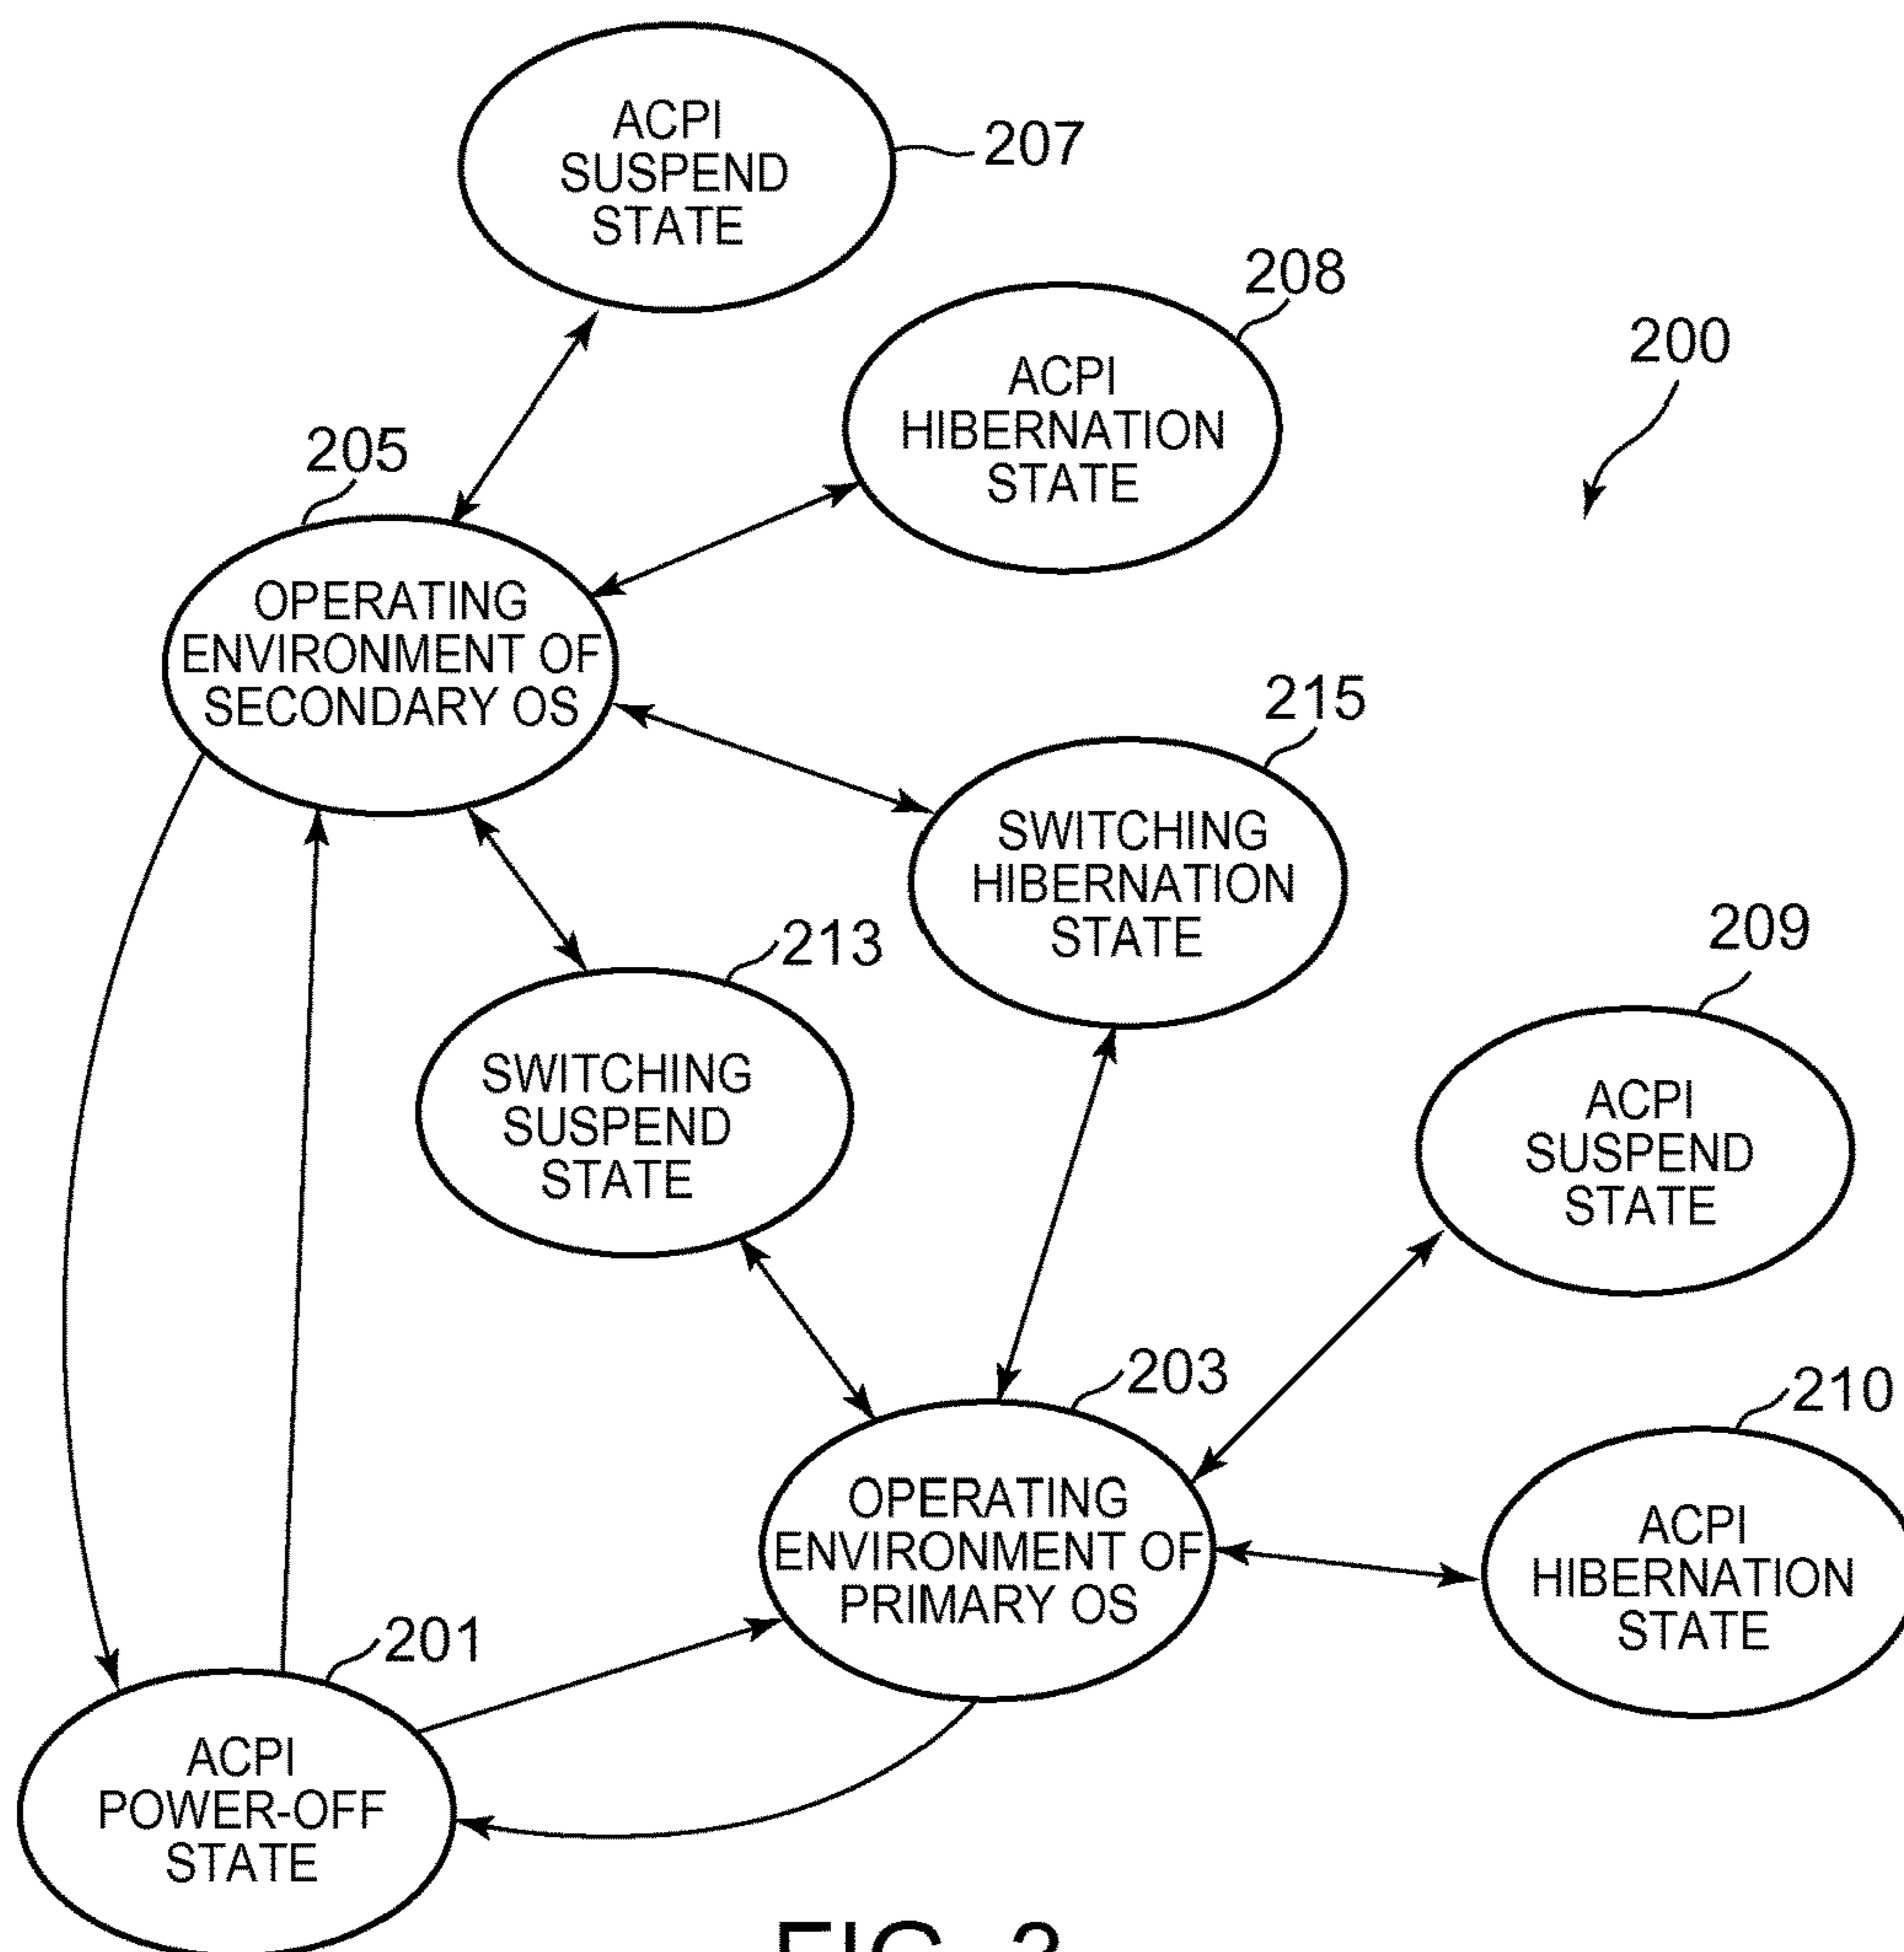 ACPI
SUSPEND
STATE
207
208
200
ACPI
HIBERNATION
STATE
205
OPERATING
ENVIRONMENT OF
SECONDARY OS
215
SWITCHING
HIBERNATION
STATE
213
209
SWITCHING
SUSPEND
STATE
ACPI
SUSPEND
STATE
203
210
OPERATING
ENVIRONMENT OF
PRIMARY OS
ACPI
HIBERNATION
STATE
201
ACPI
POWER-OFF
STATE
FIG.